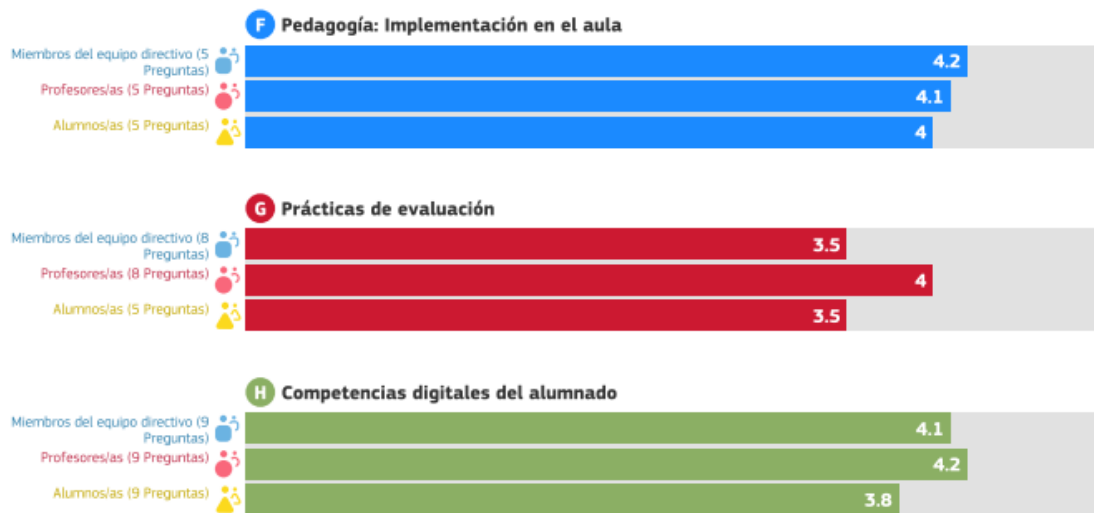 F Pedagogía: Implementación en el aula
Miembros del equipo directivo (5
Preguntas)
4.2
Profesores/as (5 Preguntas)
4.1
Alumnos/as (5 Preguntas)
4
G Prácticas de evaluación
Miembros del equipo directivo (8
Preguntas)
3.5
Profesores/as (8 Preguntas)
4
Alumnos/as (5 Preguntas)
3.5
H Competencias digitales del alumnado
Miembros del equipo directivo (9
Preguntas)
4.1
Profesores/as (9 Preguntas)
4.2
Alumnos/as (9 Preguntas)
3.8